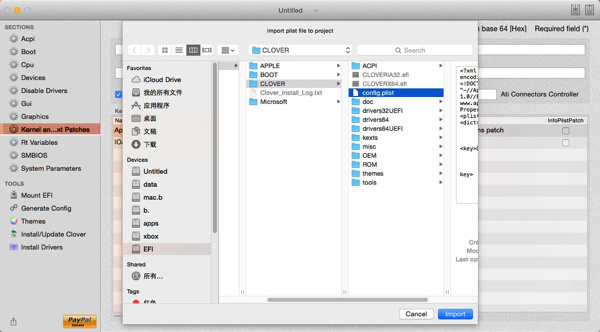 Untitled
Import plist file to project
SECTIONS
Acpi
Boot
Cpu
Devices
Disable Drivers
Gui
Graphics
Kernel an...xt Patches
Rt Variables
SMBIOS
System Parameters
TOOLS
Mount EFI
Generate Config
Themes
Install/Update Clover
Install Drivers
PayPal
Favorites
iCloud Drive
我的所有文件
应用程序
桌面
文稿
下载
Devices
Untitled
data
mac.b
b.
apps
xbox
EFI
Shared
所有...
Tags
红色
CLOVER
Search
APPLE
BOOT
CLOVER
Clover_Install_Log.txt
Microsoft
ACPI
CLOVERIA32.efi
CLOVERX64.efi
config.plist
doc
drivers32UEFI
drivers64
drivers64UEFI
kexts
misc
OEM
ROM
themes
tools
<?xml
encod:
<!DOC
"-//Ap
1.0//E
www.ap
Proper
<plist
<dict>
<key>D
key>
Cre
Mod
Last op
n base 64 [Hex]
Required field (*)
Ati Connectors Controller
ms patch
InfoPlistPatch
Cancel
Import